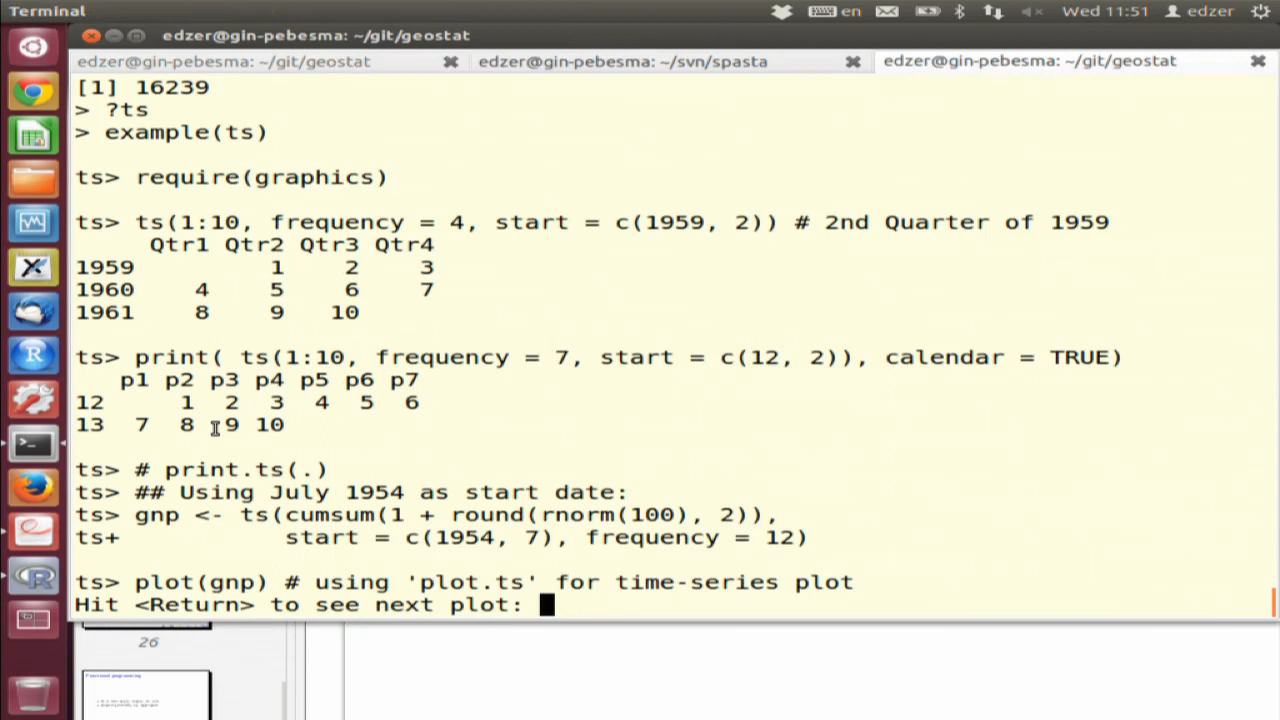 Terminal
en
Wed 11:51
edzer
edzer@gin-pebesma: ~/git/geostat
edzer@gin-pebesma: ~/git/geostat
edzer@gin-pebesma: ~/svn/spasta
edzer@gin-pebesma: ~/git/geostat
[1] 16239
> ?ts
> example(ts)
ts> require(graphics)
ts> ts(1:10, frequency = 4, start = c(1959, 2)) # 2nd Quarter of 1959
Qtr1 Qtr2 Qtr3 Qtr4
1959 1 2 3
1960 4 5 6 7
1961 8 9 10
ts> print( ts(1:10, frequency = 7, start = c(12, 2)), calendar = TRUE)
p1 p2 p3 p4 p5 p6 p7
12 1 2 3 4 5 6
13 7 8 9 10
ts> # print.ts(.)
ts> ## Using July 1954 as start date:
ts> gnp <- ts(cumsum(1 + round(rnorm(100), 2)),
ts+ start = c(1954, 7), frequency = 12)
ts> plot(gnp) # using 'plot.ts' for time-series plot
Hit <Return> to see next plot:
26
Functional programming